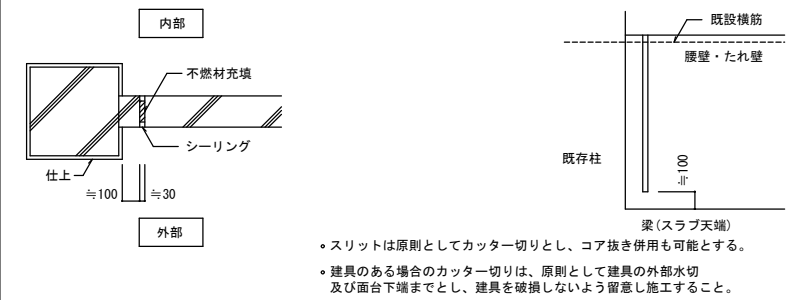 内部
不燃材充填
シーリング
仕上
≒100
≒30
外部
既設横筋
腰壁・たれ壁
既存柱
≒100
梁(スラブ天端)
。スリットは原則としてカッター切りとし、コア抜き併用も可能とする。
。建具のある場合のカッター切りは、原則として建具の外部水切
及び面台下端までとし、建具を破損しないよう留意し施工すること。